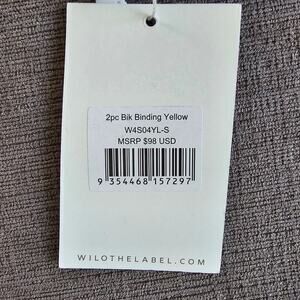 2pc Bik Binding Yellow
W4S04YL-S
MSRP $98 USD
9 354468 157297
WILOTHELABEL.COM